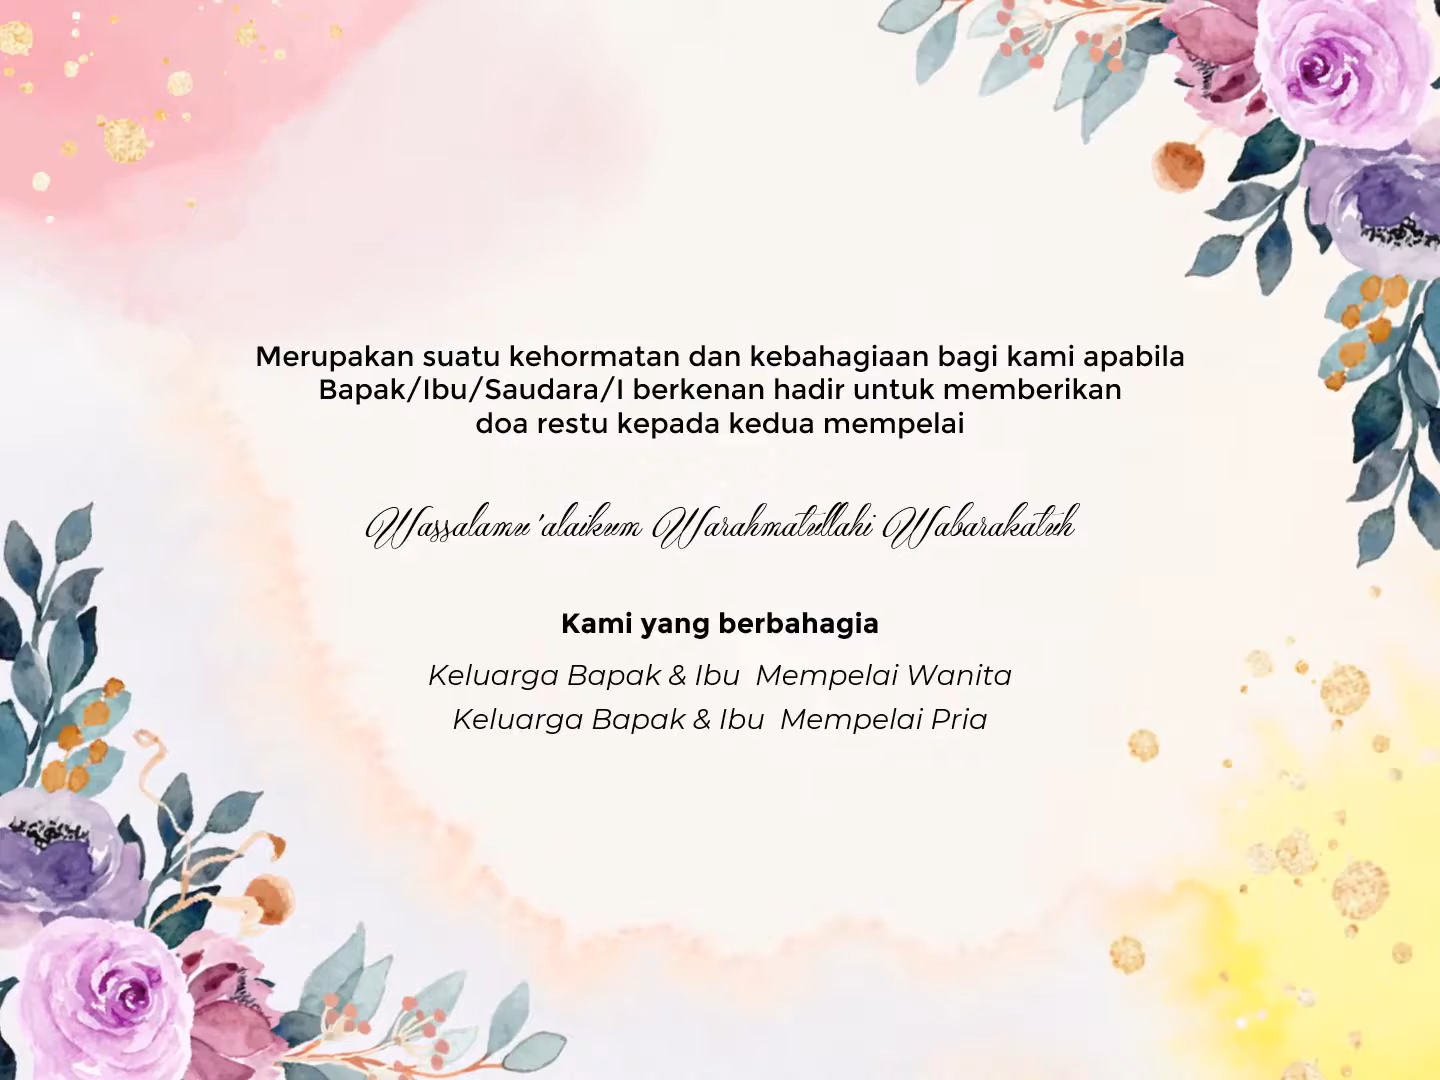 Merupakan suatu kehormatan dan kebahagiaan bagi kami apabila
Bapak/Ibu/Saudara/I berkenan hadir untuk memberikan
doa restu kepada kedua mempelai
Wassalamu'alaikum Warahmatullahi Wabarakatuh
Kami yang berbahagia
Keluarga Bapak & Ibu  Mempelai Wanita
Keluarga Bapak & Ibu  Mempelai Pria